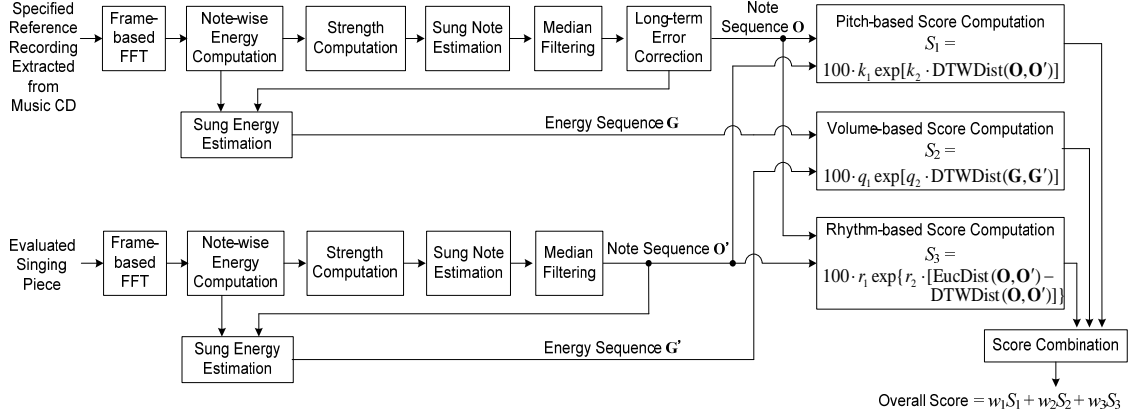 Specified
Reference
Recording
Extracted
from
Music CD
Frame-
based
FFT
Note-wise
Energy
Computation
Strength
Computation
Sung Note
Estimation
Median
Filtering
Long-term
Error
Correction
Note
Sequence O
Pitch-based Score Computation
S₁ =
100·k₁ exp[k₂ ·DTWDist(O,O′)]
Sung Energy
Estimation
Energy Sequence G
Volume-based Score Computation
S₂ =
100·q₁ exp[q₂ ·DTWDist(G,G′)]
Evaluated
Singing
Piece
Frame-
based
FFT
Note-wise
Energy
Computation
Strength
Computation
Sung Note
Estimation
Median
Filtering
Note Sequence O'
Rhythm-based Score Computation
S₃ =
100·r₁ exp{r₂ ·[EucDist(O,O′)−
DTWDist(O,O′)]}
Sung Energy
Estimation
Energy Sequence G'
Score Combination
Overall Score = w₁S₁ + w₂S₂ + w₃S₃